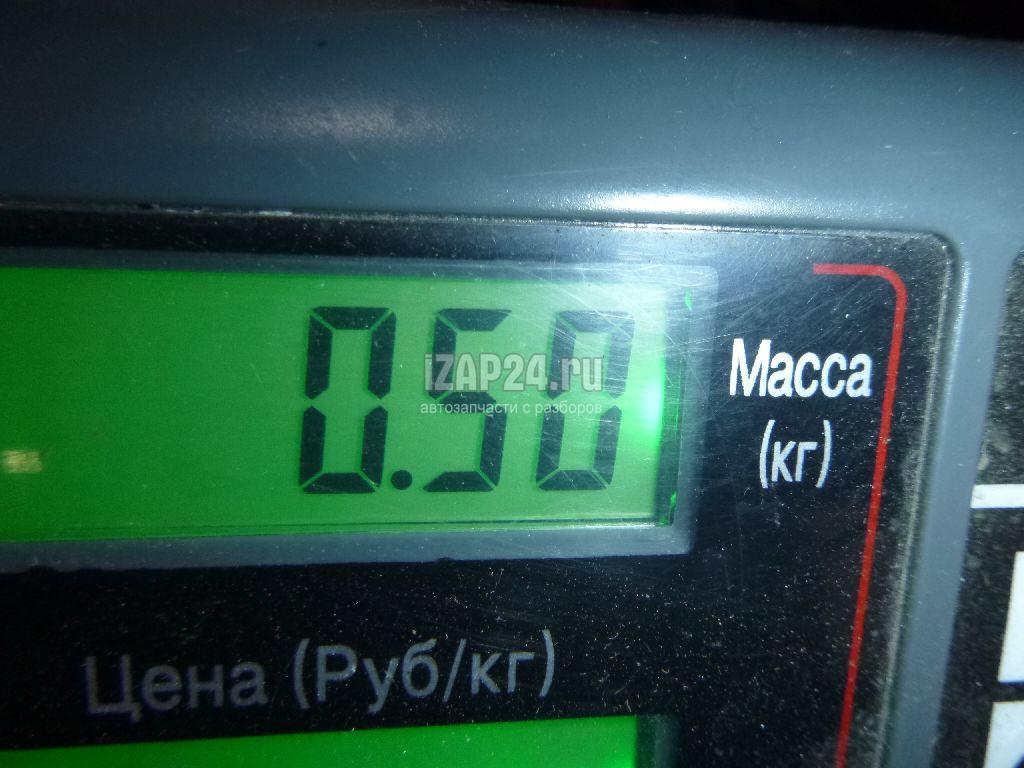 0.50
Масса
(кг)
iZAP24.ru
автозапчасти с разборов
Цена (Руб/кг)